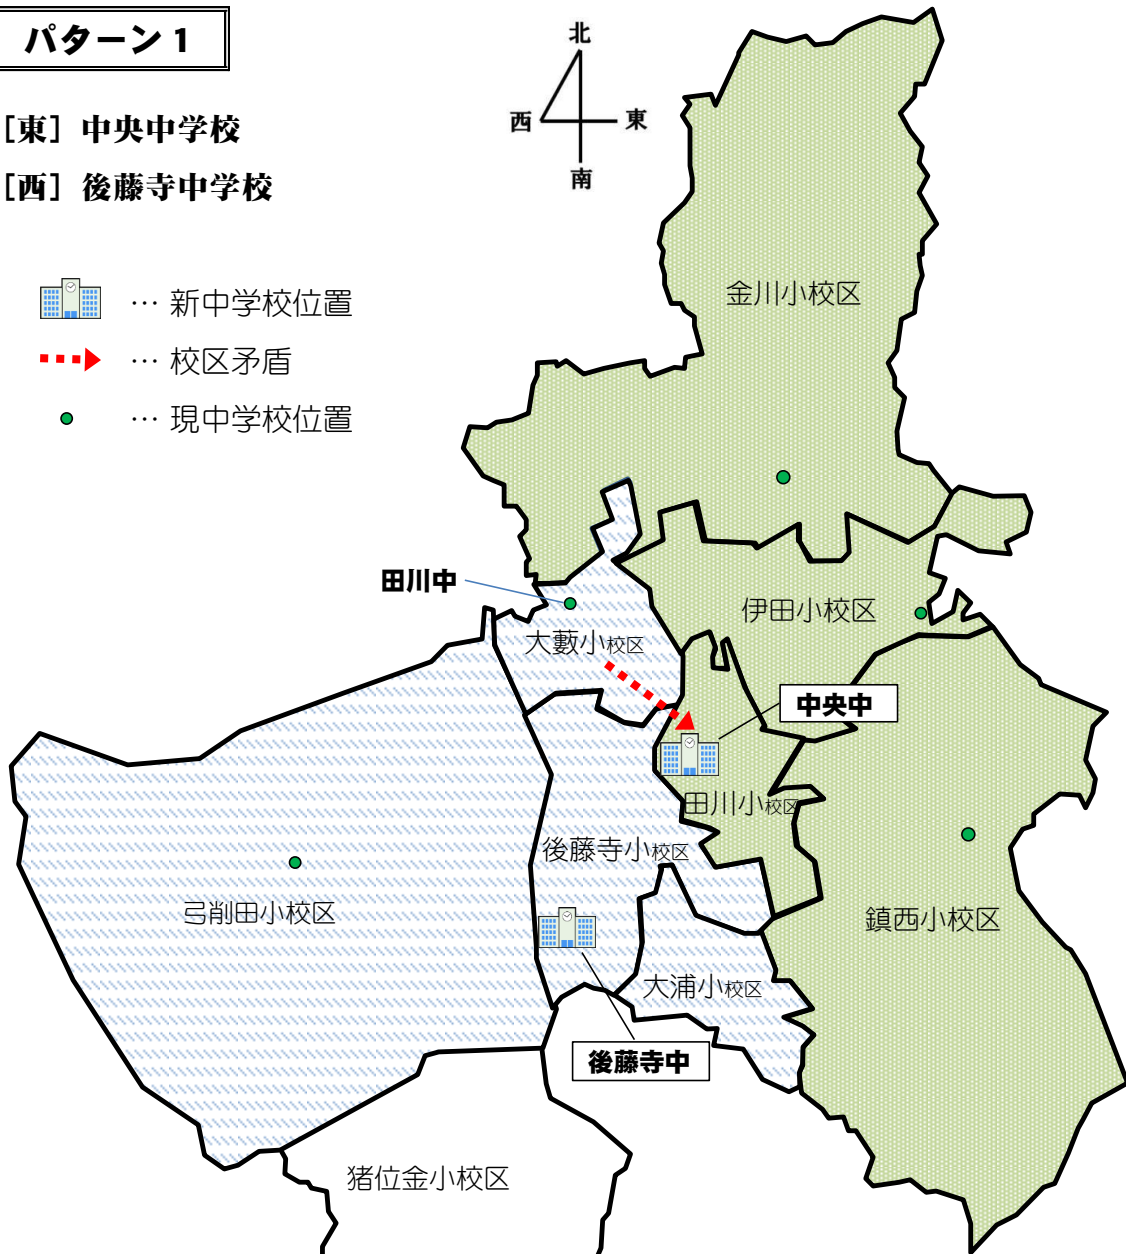 パターン１
［東］中央中学校
［西］後藤寺中学校
北
西
東
南
… 新中学校位置
… 校区矛盾
… 現中学校位置
金川小校区
田川中
伊田小校区
大藪小校区
中央中
田川小校区
後藤寺小校区
弓削田小校区
鎮西小校区
大浦小校区
後藤寺中
猪位金小校区